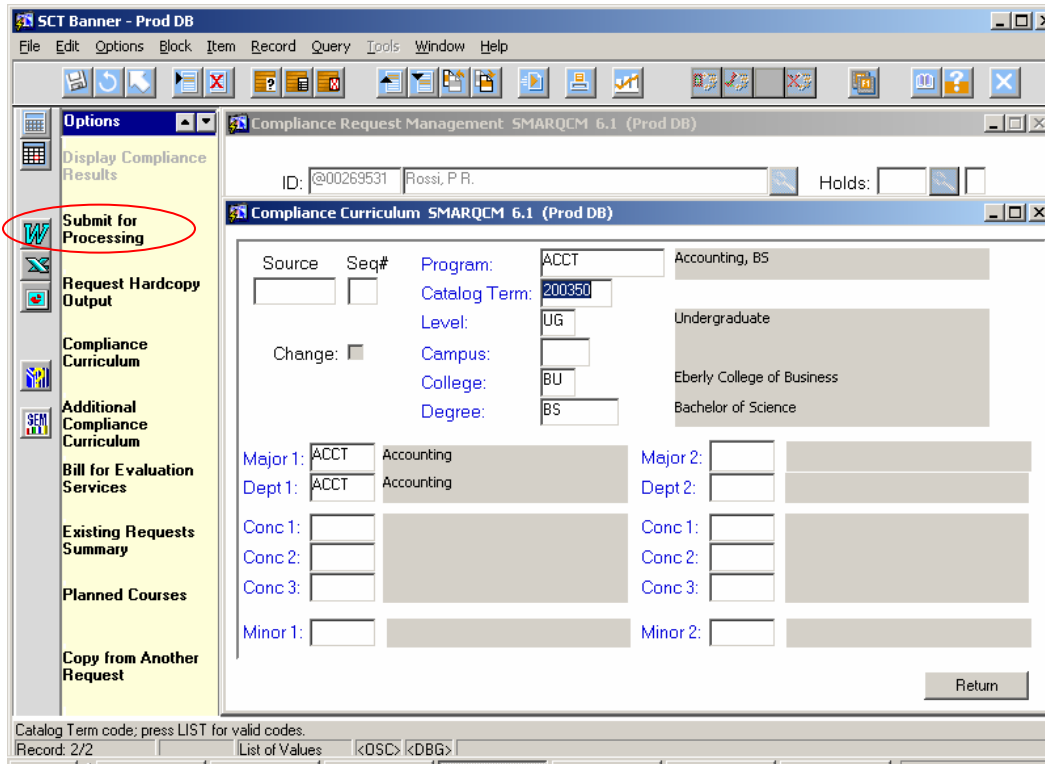 SCT Banner - Prod DB
File Edit Options Block Item Record Query Tools Window Help
Options
Display Compliance
Results
Submit for
Processing
Request Hardcopy
Output
Compliance
Curriculum
Additional
Compliance
Curriculum
Bill for Evaluation
Services
Existing Requests
Summary
Planned Courses
Copy from Another
Request
SEM
Compliance Request Management SMARQCM 6.1 (Prod DB)
ID: @00269531 Rossi, P R. Holds:
Compliance Curriculum SMARQCM 6.1 (Prod DB)
Source Seq# Program: ACCT Accounting, BS
Catalog Term: 200350
Level: UG Undergraduate
Change: Campus:
College: BU Eberly College of Business
Degree: BS Bachelor of Science
Major 1: ACCT Accounting Major 2:
Dept 1: ACCT Accounting Dept 2:
Conc 1: Conc 1:
Conc 2: Conc 2:
Conc 3: Conc 3:
Minor 1: Minor 2:
Return
Catalog Term code; press LIST for valid codes.
Record: 2/2 List of Values <OSC> <DBG>